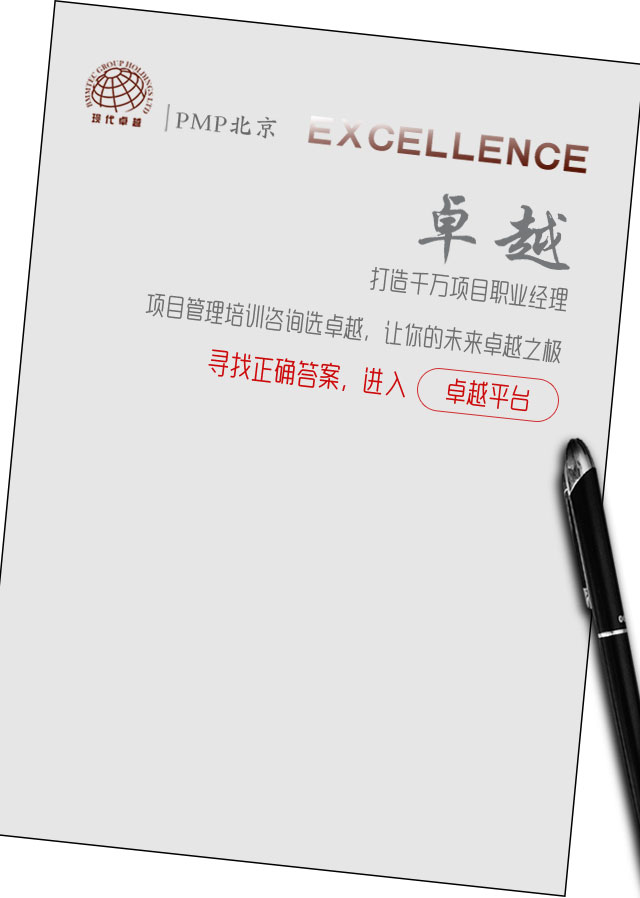 PMMTEC GROUP HOLDINGS LTD
现代卓越
PMP北京
EXCELLENCE
卓越
打造千万项目职业经理
项目管理培训咨询选卓越，让你的未来卓越之极
寻找正确答案，进入 卓越平台